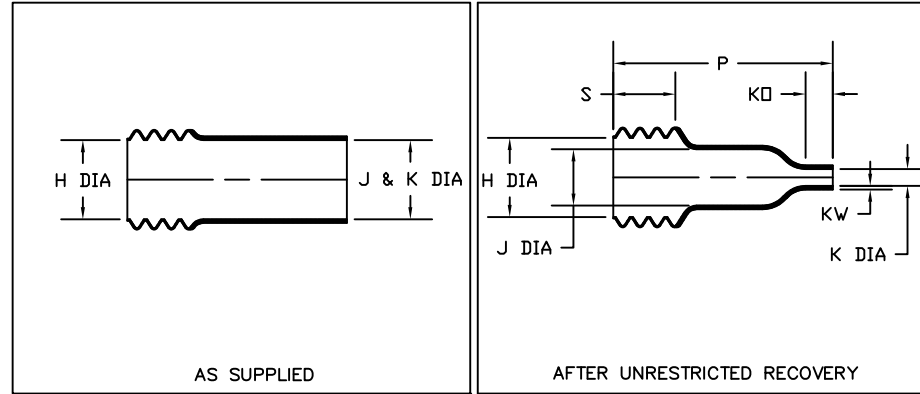 H DIA
J & K DIA
AS SUPPLIED
P
S
KO
H DIA
J DIA
KW
K DIA
AFTER UNRESTRICTED RECOVERY